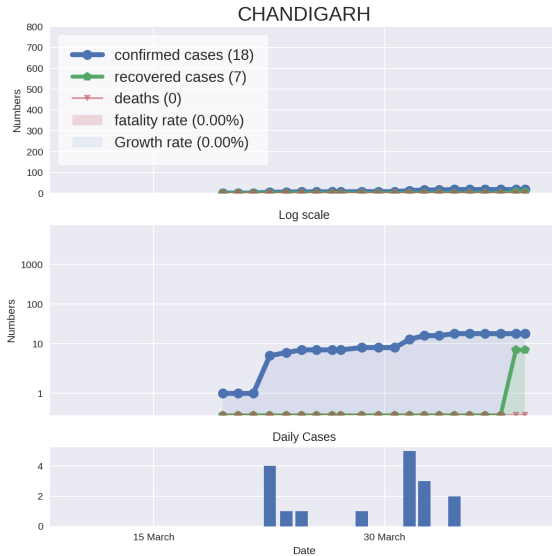 CHANDIGARH
800
700
600
500
400
300
200
100
0
Numbers
confirmed cases (18)
recovered cases (7)
deaths (0)
fatality rate (0.00%)
Growth rate (0.00%)
Log scale
1000
100
10
1
Numbers
Daily Cases
4
2
0
15 March
30 March
Date